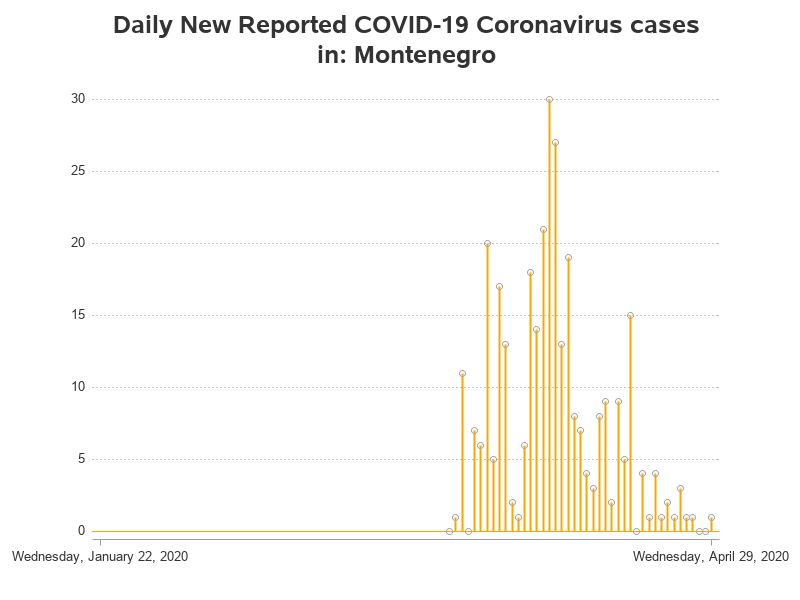 Daily New Reported COVID-19 Coronavirus cases
in: Montenegro
30
25
20
15
10
5
0
Wednesday, January 22, 2020
Wednesday, April 29, 2020